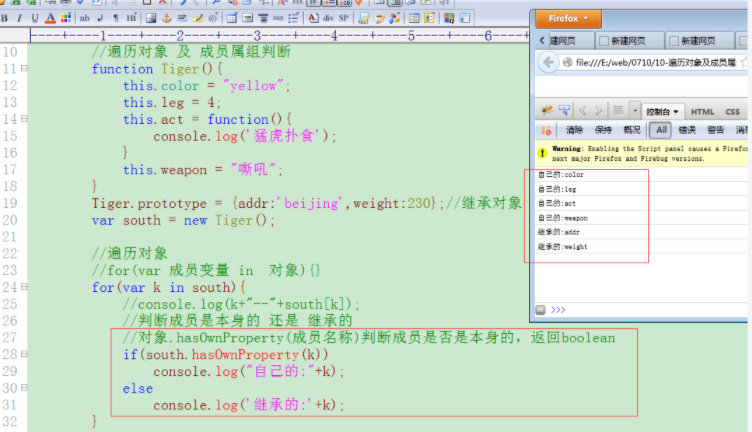 B I U A ab¶ ¶ Hi A div SP
----+----1----+----2----+----3----+----4----+----5----+----6----+
10 //遍历对象 及 成员属组判断
11 function Tiger(){
12 this.color = "yellow";
13 this.leg = 4;
14 this.act = function(){
15 console.log('猛虎扑食');
16 }
17 this.weapon = "嘶吼";
18 }
19 Tiger.prototype = {addr:'beijing',weight:230};//继承对象
20 var south = new Tiger();
21
22 //遍历对象
23 //for(var 成员变量 in 对象){}
24 for(var k in south){
25 //console.log(k+"--"+south[k]);
26 //判断成员是本身的 还是 继承的
27 //对象.hasOwnProperty(成员名称)判断成员是否是本身的，返回boolean
28 if(south.hasOwnProperty(k))
29 console.log("自己的:"+k);
30 else
31 console.log('继承的:'+k);
32 }
Firefox
建网页 新建网页 新建网页
file:///E:/web/0710/10-遍历对象及成员属
控制台 HTML CSS
清除 保持 概况 All 错误 警告 消息
Warning: Enabling the Script panel causes a Firefox
next major Firefox and Firebug versions.
自己的:color
自己的:leg
自己的:act
自己的:weapon
继承的:addr
继承的:weight
>>>